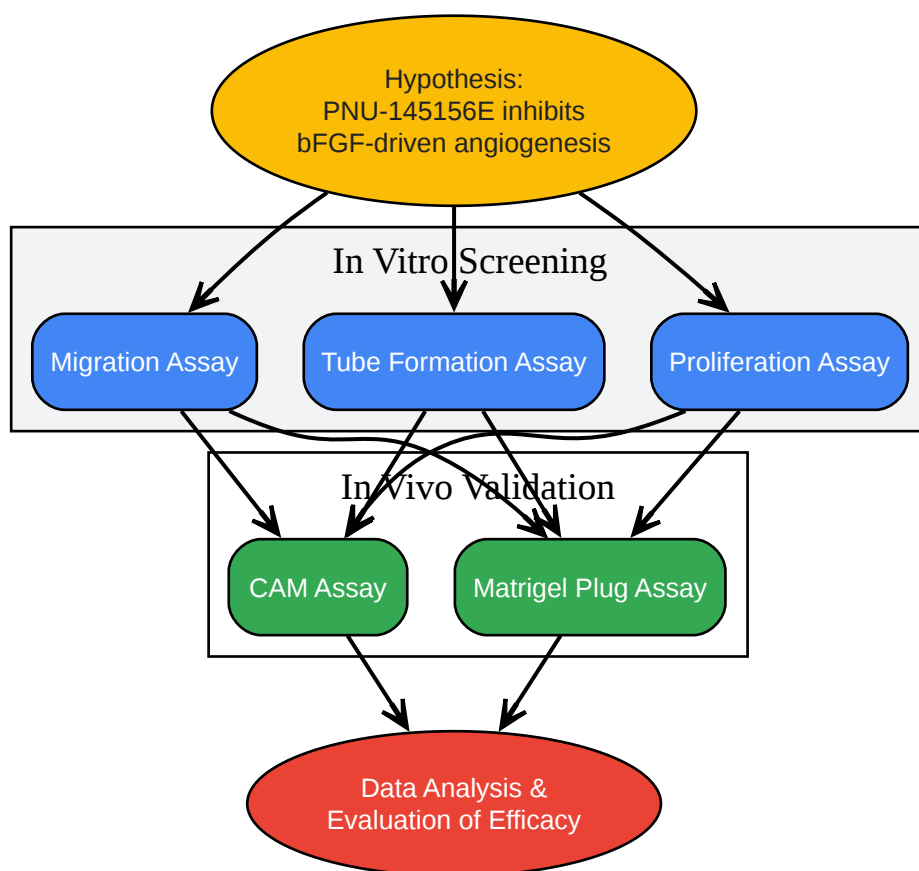 Hypothesis:
PNU-145156E inhibits
bFGF-driven angiogenesis
In Vitro Screening
Migration Assay
Tube Formation Assay
Proliferation Assay
In Vivo Validation
CAM Assay
Matrigel Plug Assay
Data Analysis &
Evaluation of Efficacy